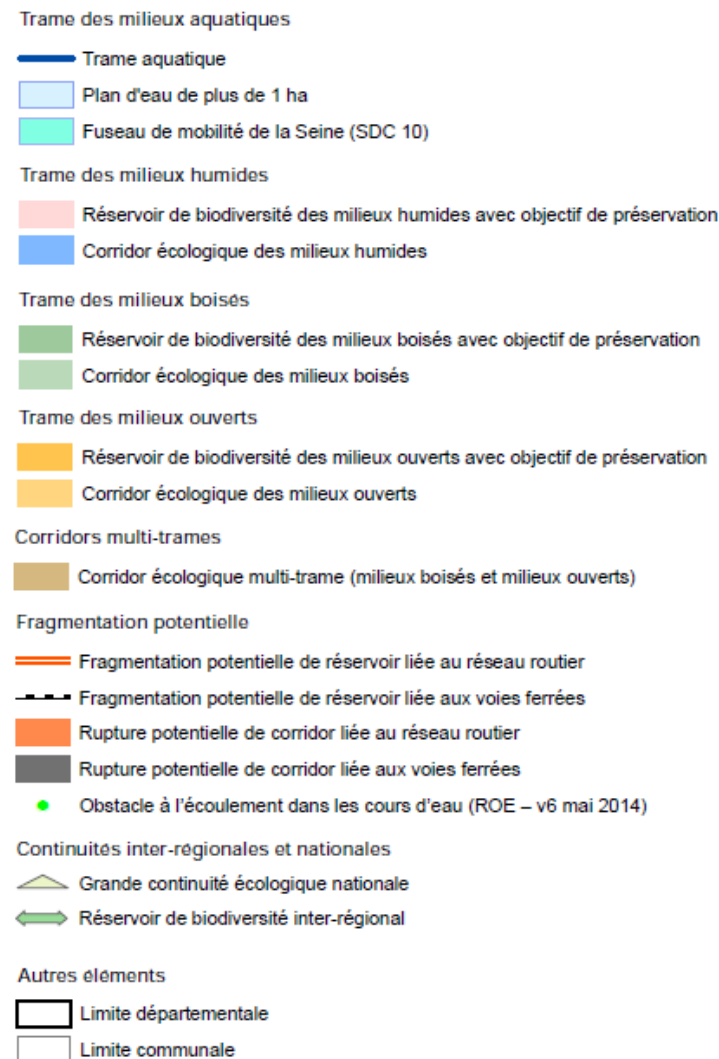 Trame des milieux aquatiques
Trame aquatique
Plan d'eau de plus de 1 ha
Fuseau de mobilité de la Seine (SDC 10)
Trame des milieux humides
Réservoir de biodiversité des milieux humides avec objectif de préservation
Corridor écologique des milieux humides
Trame des milieux boisés
Réservoir de biodiversité des milieux boisés avec objectif de préservation
Corridor écologique des milieux boisés
Trame des milieux ouverts
Réservoir de biodiversité des milieux ouverts avec objectif de préservation
Corridor écologique des milieux ouverts
Corridors multi-trames
Corridor écologique multi-trame (milieux boisés et milieux ouverts)
Fragmentation potentielle
Fragmentation potentielle de réservoir liée au réseau routier
Fragmentation potentielle de réservoir liée aux voies ferrées
Rupture potentielle de corridor liée au réseau routier
Rupture potentielle de corridor liée aux voies ferrées
Obstacle à l'écoulement dans les cours d'eau (ROE – v6 mai 2014)
Continuités inter-régionales et nationales
Grande continuité écologique nationale
Réservoir de biodiversité inter-régional
Autres éléments
Limite départementale
Limite communale